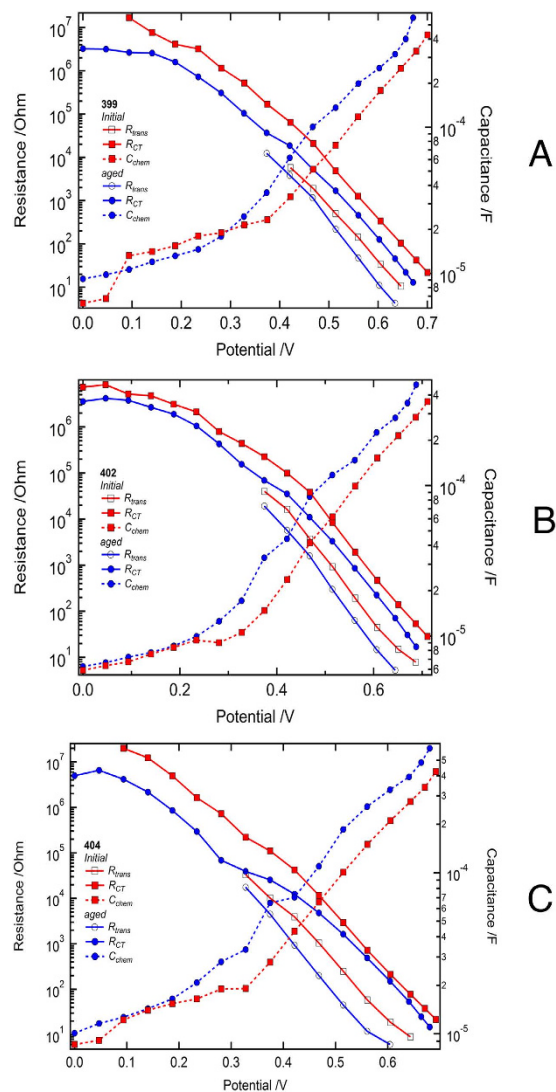 10⁷
10⁶
10⁵
10⁴
10³
10²
10¹
Resistance /Ohm
399
Initial
R_trans
R_CT
C_chem
aged
R_trans
R_CT
C_chem
4
3
2
10⁻⁴
8
6
5
4
3
2
10⁻⁵
8
6
Capacitance /F
0.0 0.1 0.2 0.3 0.4 0.5 0.6 0.7
Potential /V
A
10⁶
10⁵
10⁴
10³
10²
10¹
Resistance /Ohm
402
Initial
R_trans
R_CT
C_chem
aged
R_trans
R_CT
C_chem
4
2
10⁻⁴
8
6
4
2
10⁻⁵
8
6
Capacitance /F
0.0 0.2 0.4 0.6
Potential /V
B
10⁷
10⁶
10⁵
10⁴
10³
10²
10¹
Resistance /Ohm
404
Initial
R_trans
R_CT
C_chem
aged
R_trans
R_CT
C_chem
5
4
3
2
10⁻⁴
8
7
6
5
4
3
2
10⁻⁵
Capacitance /F
0.0 0.1 0.2 0.3 0.4 0.5 0.6
Potential /V
C